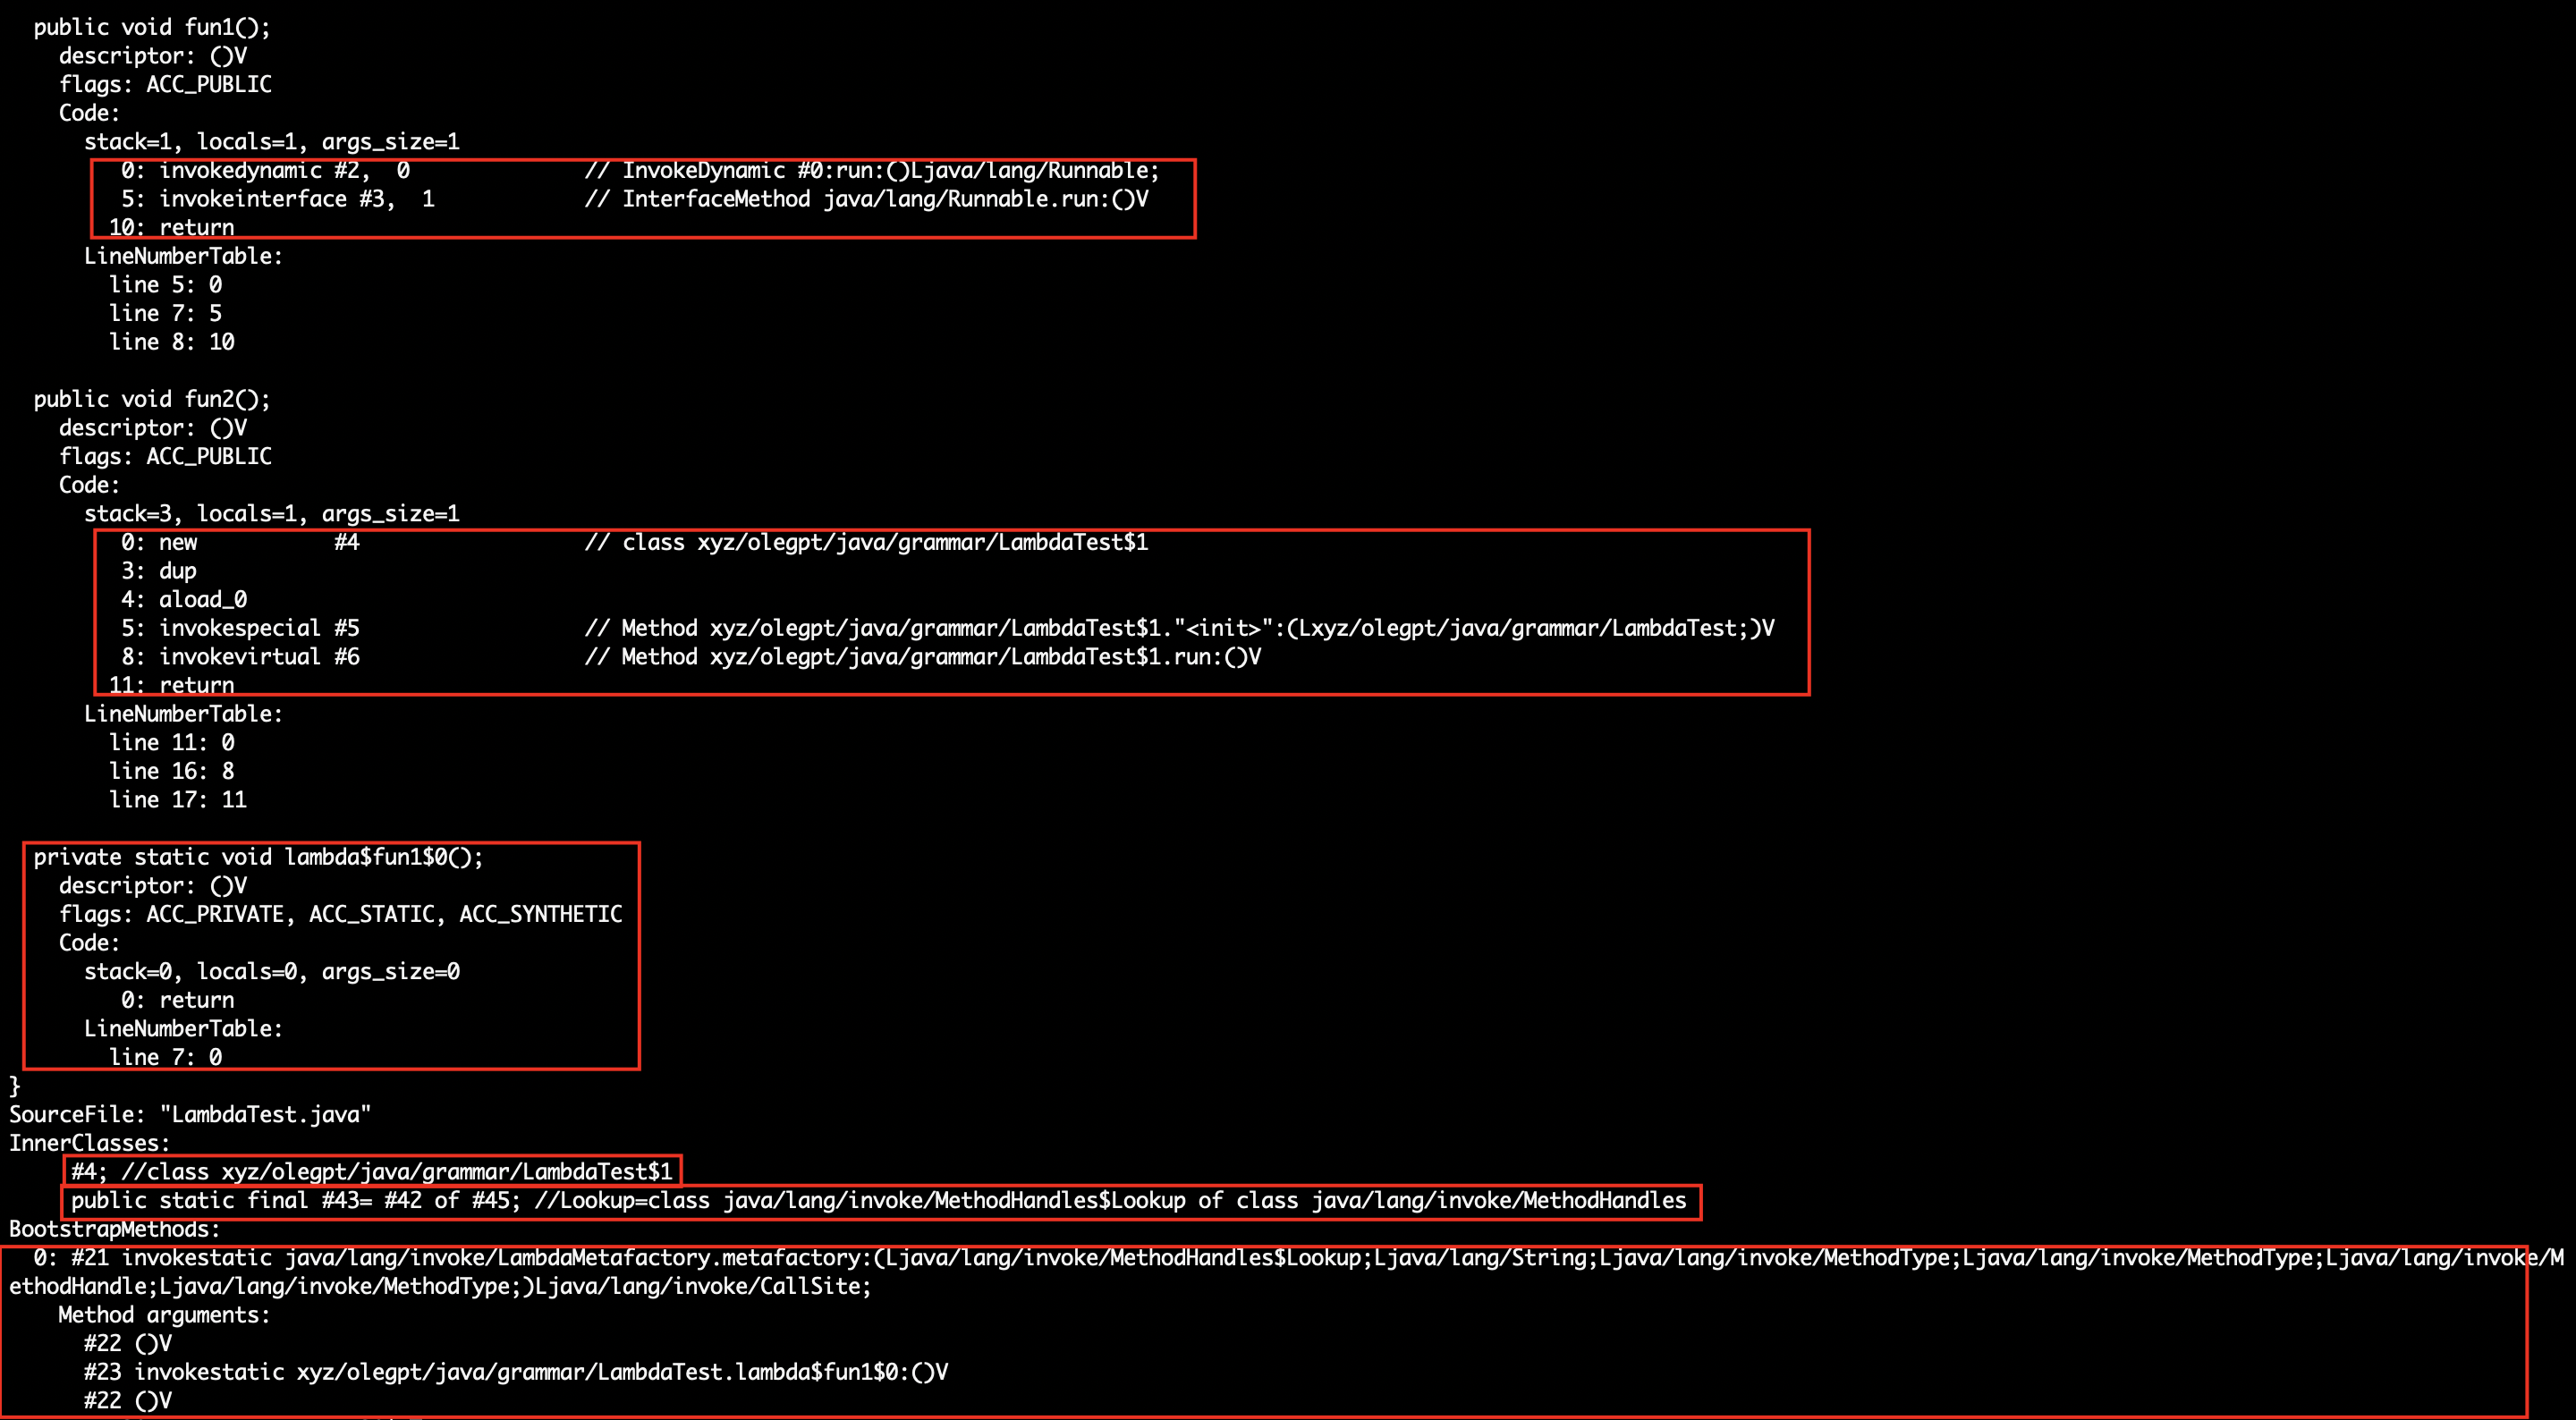 public void fun1();
descriptor: ()V
flags: ACC_PUBLIC
Code:
stack=1, locals=1, args_size=1
0: invokedynamic #2,  0              // InvokeDynamic #0:run:()Ljava/lang/Runnable;
5: invokeinterface #3,  1            // InterfaceMethod java/lang/Runnable.run:()V
10: return
LineNumberTable:
line 5: 0
line 7: 5
line 8: 10
public void fun2();
descriptor: ()V
flags: ACC_PUBLIC
Code:
stack=3, locals=1, args_size=1
0: new           #4                  // class xyz/olegpt/java/grammar/LambdaTest$1
3: dup
4: aload_0
5: invokespecial #5                  // Method xyz/olegpt/java/grammar/LambdaTest$1."<init>":(Lxyz/olegpt/java/grammar/LambdaTest;)V
8: invokevirtual #6                  // Method xyz/olegpt/java/grammar/LambdaTest$1.run:()V
11: return
LineNumberTable:
line 11: 0
line 16: 8
line 17: 11
private static void lambda$fun1$0();
descriptor: ()V
flags: ACC_PRIVATE, ACC_STATIC, ACC_SYNTHETIC
Code:
stack=0, locals=0, args_size=0
0: return
LineNumberTable:
line 7: 0
}
SourceFile: "LambdaTest.java"
InnerClasses:
#4; //class xyz/olegpt/java/grammar/LambdaTest$1
public static final #43= #42 of #45; //Lookup=class java/lang/invoke/MethodHandles$Lookup of class java/lang/invoke/MethodHandles
BootstrapMethods:
0: #21 invokestatic java/lang/invoke/LambdaMetafactory.metafactory:(Ljava/lang/invoke/MethodHandles$Lookup;Ljava/lang/String;Ljava/lang/invoke/MethodType;Ljava/lang/invoke/MethodType;Ljava/lang/invoke/M
ethodHandle;Ljava/lang/invoke/MethodType;)Ljava/lang/invoke/CallSite;
Method arguments:
#22 ()V
#23 invokestatic xyz/olegpt/java/grammar/LambdaTest.lambda$fun1$0:()V
#22 ()V